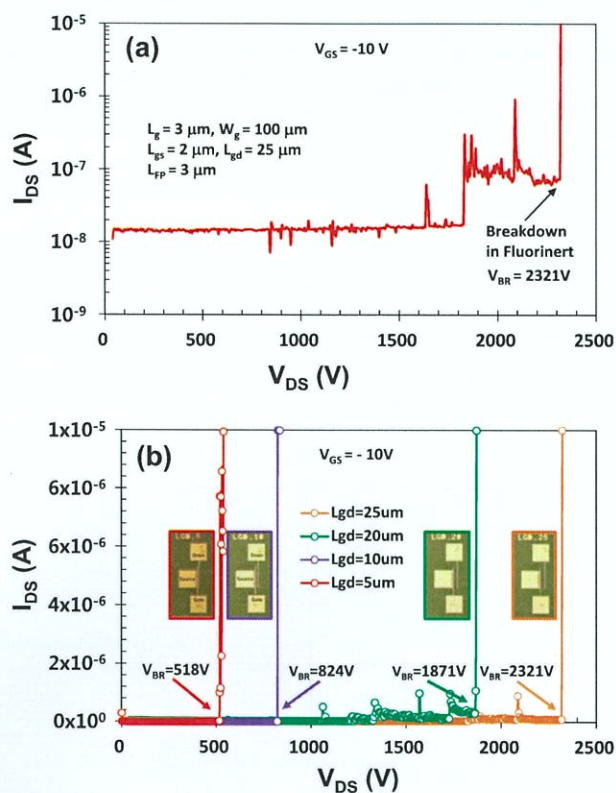 10⁻⁵
(a)
V_GS = -10 V
10⁻⁶
L_g = 3 μm, W_g = 100 μm
L_gs = 2 μm, L_gd = 25 μm
L_FP = 3 μm
I_DS (A)
10⁻⁷
Breakdown
in Fluorinert
V_BR = 2321V
10⁻⁸
10⁻⁹
0 500 1000 1500 2000 2500
V_DS (V)
1x10⁻⁵
(b)
V_GS = - 10V
6x10⁻⁶
Lgd=25um
Lgd=20um
Lgd=10um
Lgd=5um
Source
Source
6x10⁻⁶
I_DS (A)
4x10⁻⁶
2x10⁻⁶
V_BR=518V
V_BR=824V
V_BR=1871V
V_BR=2321V
0x10⁰
0 500 1000 1500 2000 2500
V_DS (V)